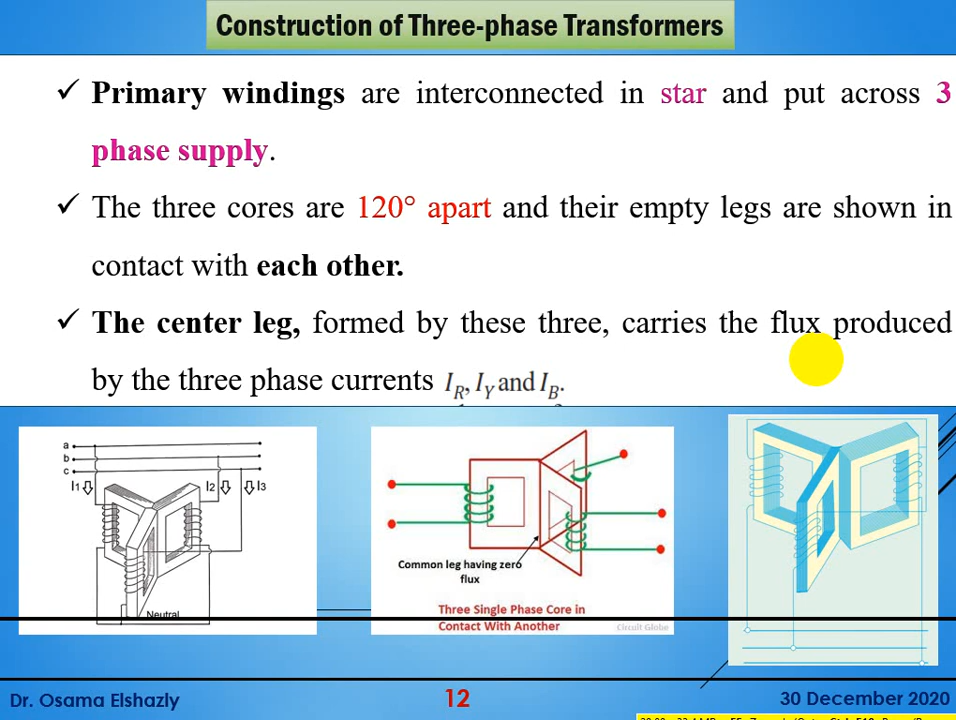 Construction of Three-phase Transformers
✓ Primary windings are interconnected in star and put across 3
phase supply.
✓ The three cores are 120° apart and their empty legs are shown in
contact with each other.
✓ The center leg, formed by these three, carries the flux produced
by the three phase currents I_R, I_Y and I_B.
a
b
c
I1
I2
I3
Neutral
Common leg having zero
flux
Three Single Phase Core in
Contact With Another
Circuit Globe
Dr. Osama Elshazly
12
30 December 2020